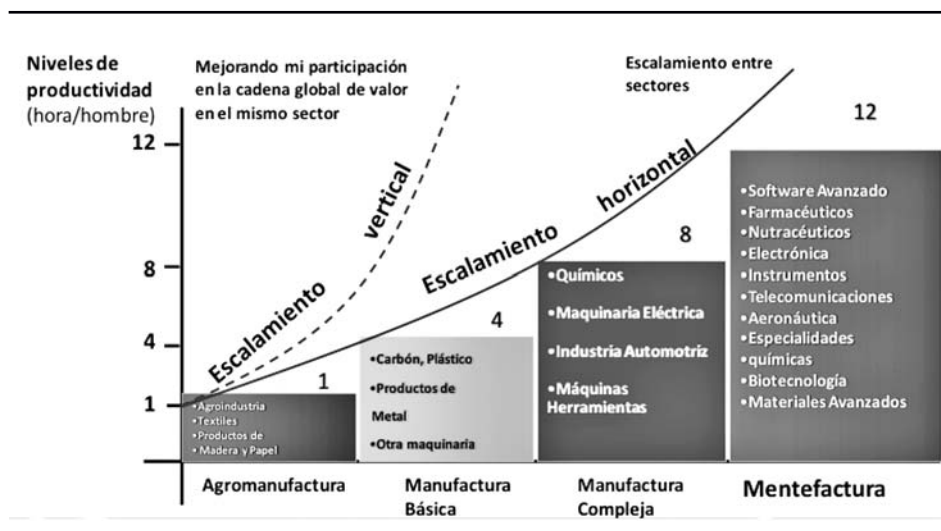 Niveles de
productividad
(hora/hombre)
Mejorando mi participación
en la cadena global de valor
en el mismo sector
Escalamiento entre
sectores
12
8
4
1
Escalamiento
vertical
Escalamiento
horizontal
1
4
8
12
•Agroindustria
•Textiles
•Productos de
•Madera y Papel
•Carbón, Plástico
•Productos de
Metal
•Otra maquinaria
•Químicos
•Maquinaria Eléctrica
•Industria Automotriz
•Máquinas
Herramientas
•Software Avanzado
•Farmacéuticos
•Nutracéuticos
•Electrónica
•Instrumentos
•Telecomunicaciones
•Aeronáutica
•Especialidades
•químicas
•Biotecnología
•Materiales Avanzados
Agromanufactura
Manufactura
Básica
Manufactura
Compleja
Mentefactura